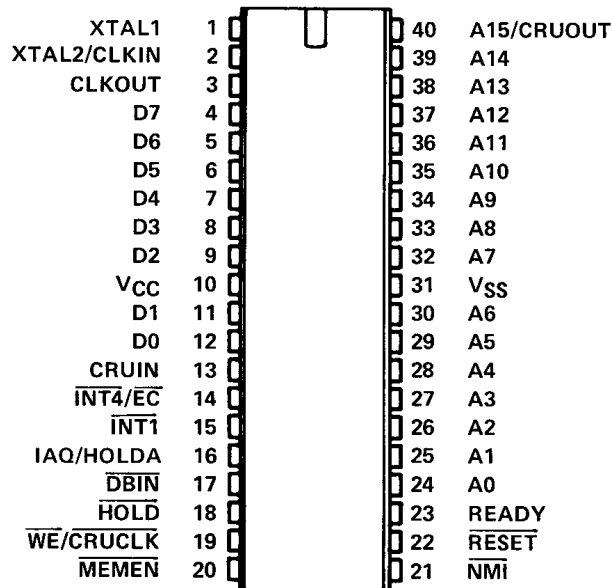 XTAL1 1 40 A15/CRUOUT
XTAL2/CLKIN 2 39 A14
CLKOUT 3 38 A13
D7 4 37 A12
D6 5 36 A11
D5 6 35 A10
D4 7 34 A9
D3 8 33 A8
D2 9 32 A7
VCC 10 31 VSS
D1 11 30 A6
D0 12 29 A5
CRUIN 13 28 A4
INT4/EC 14 27 A3
INT1 15 26 A2
IAQ/HOLDA 16 25 A1
DBIN 17 24 A0
HOLD 18 23 READY
WE/CRUCLK 19 22 RESET
MEMEN 20 21 NMI